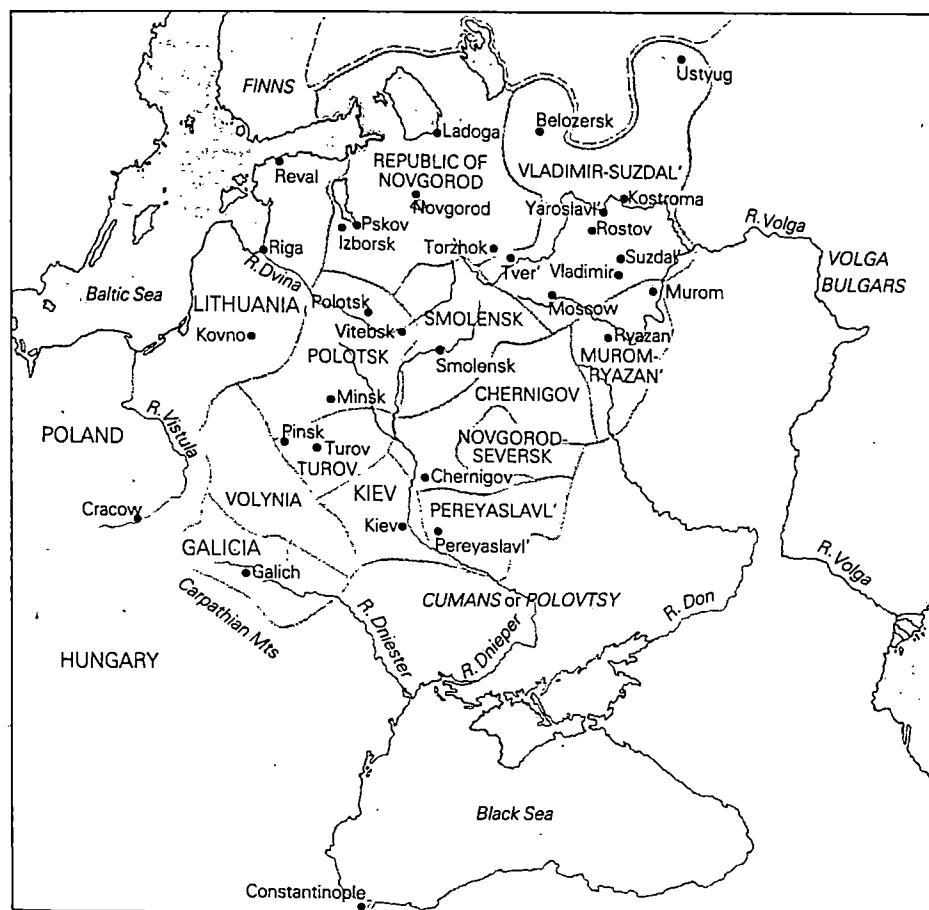 FINNS
Ustyug
Belozersk
Ladoga
REPUBLIC OF
NOVGOROD
Novgorod
VLADIMIR-SUZDAL'
Reval
Kostroma
Yaroslavl'
Rostov
Pskov
Izborsk
R. Volga
Torzhok
Tver'
Suzdal'
Vladimir
VOLGA
BULGARS
Riga
R. Dvina
Baltic Sea
LITHUANIA
Moscow
Murom
Polotsk
Vitebsk
SMOLENSK
Kovno
Ryazan
POLOTSK
Smolensk
MUROM-
RYAZAN'
Minsk
CHERNIGOV
R. Vistula
POLAND
Pinsk
Turov
TUROV
NOVGOROD-
SEVERSK
Chernigov
VOLYNIA
KIEV
Cracow
Kiev
PEREYASLAVL'
Pereyaslavl'
GALICIA
Galich
R. Volga
Carpathian Mts
CUMANS or POLOVTSY
R. Don
R. Dniester
R. Dnieper
HUNGARY
Black Sea
Constantinople